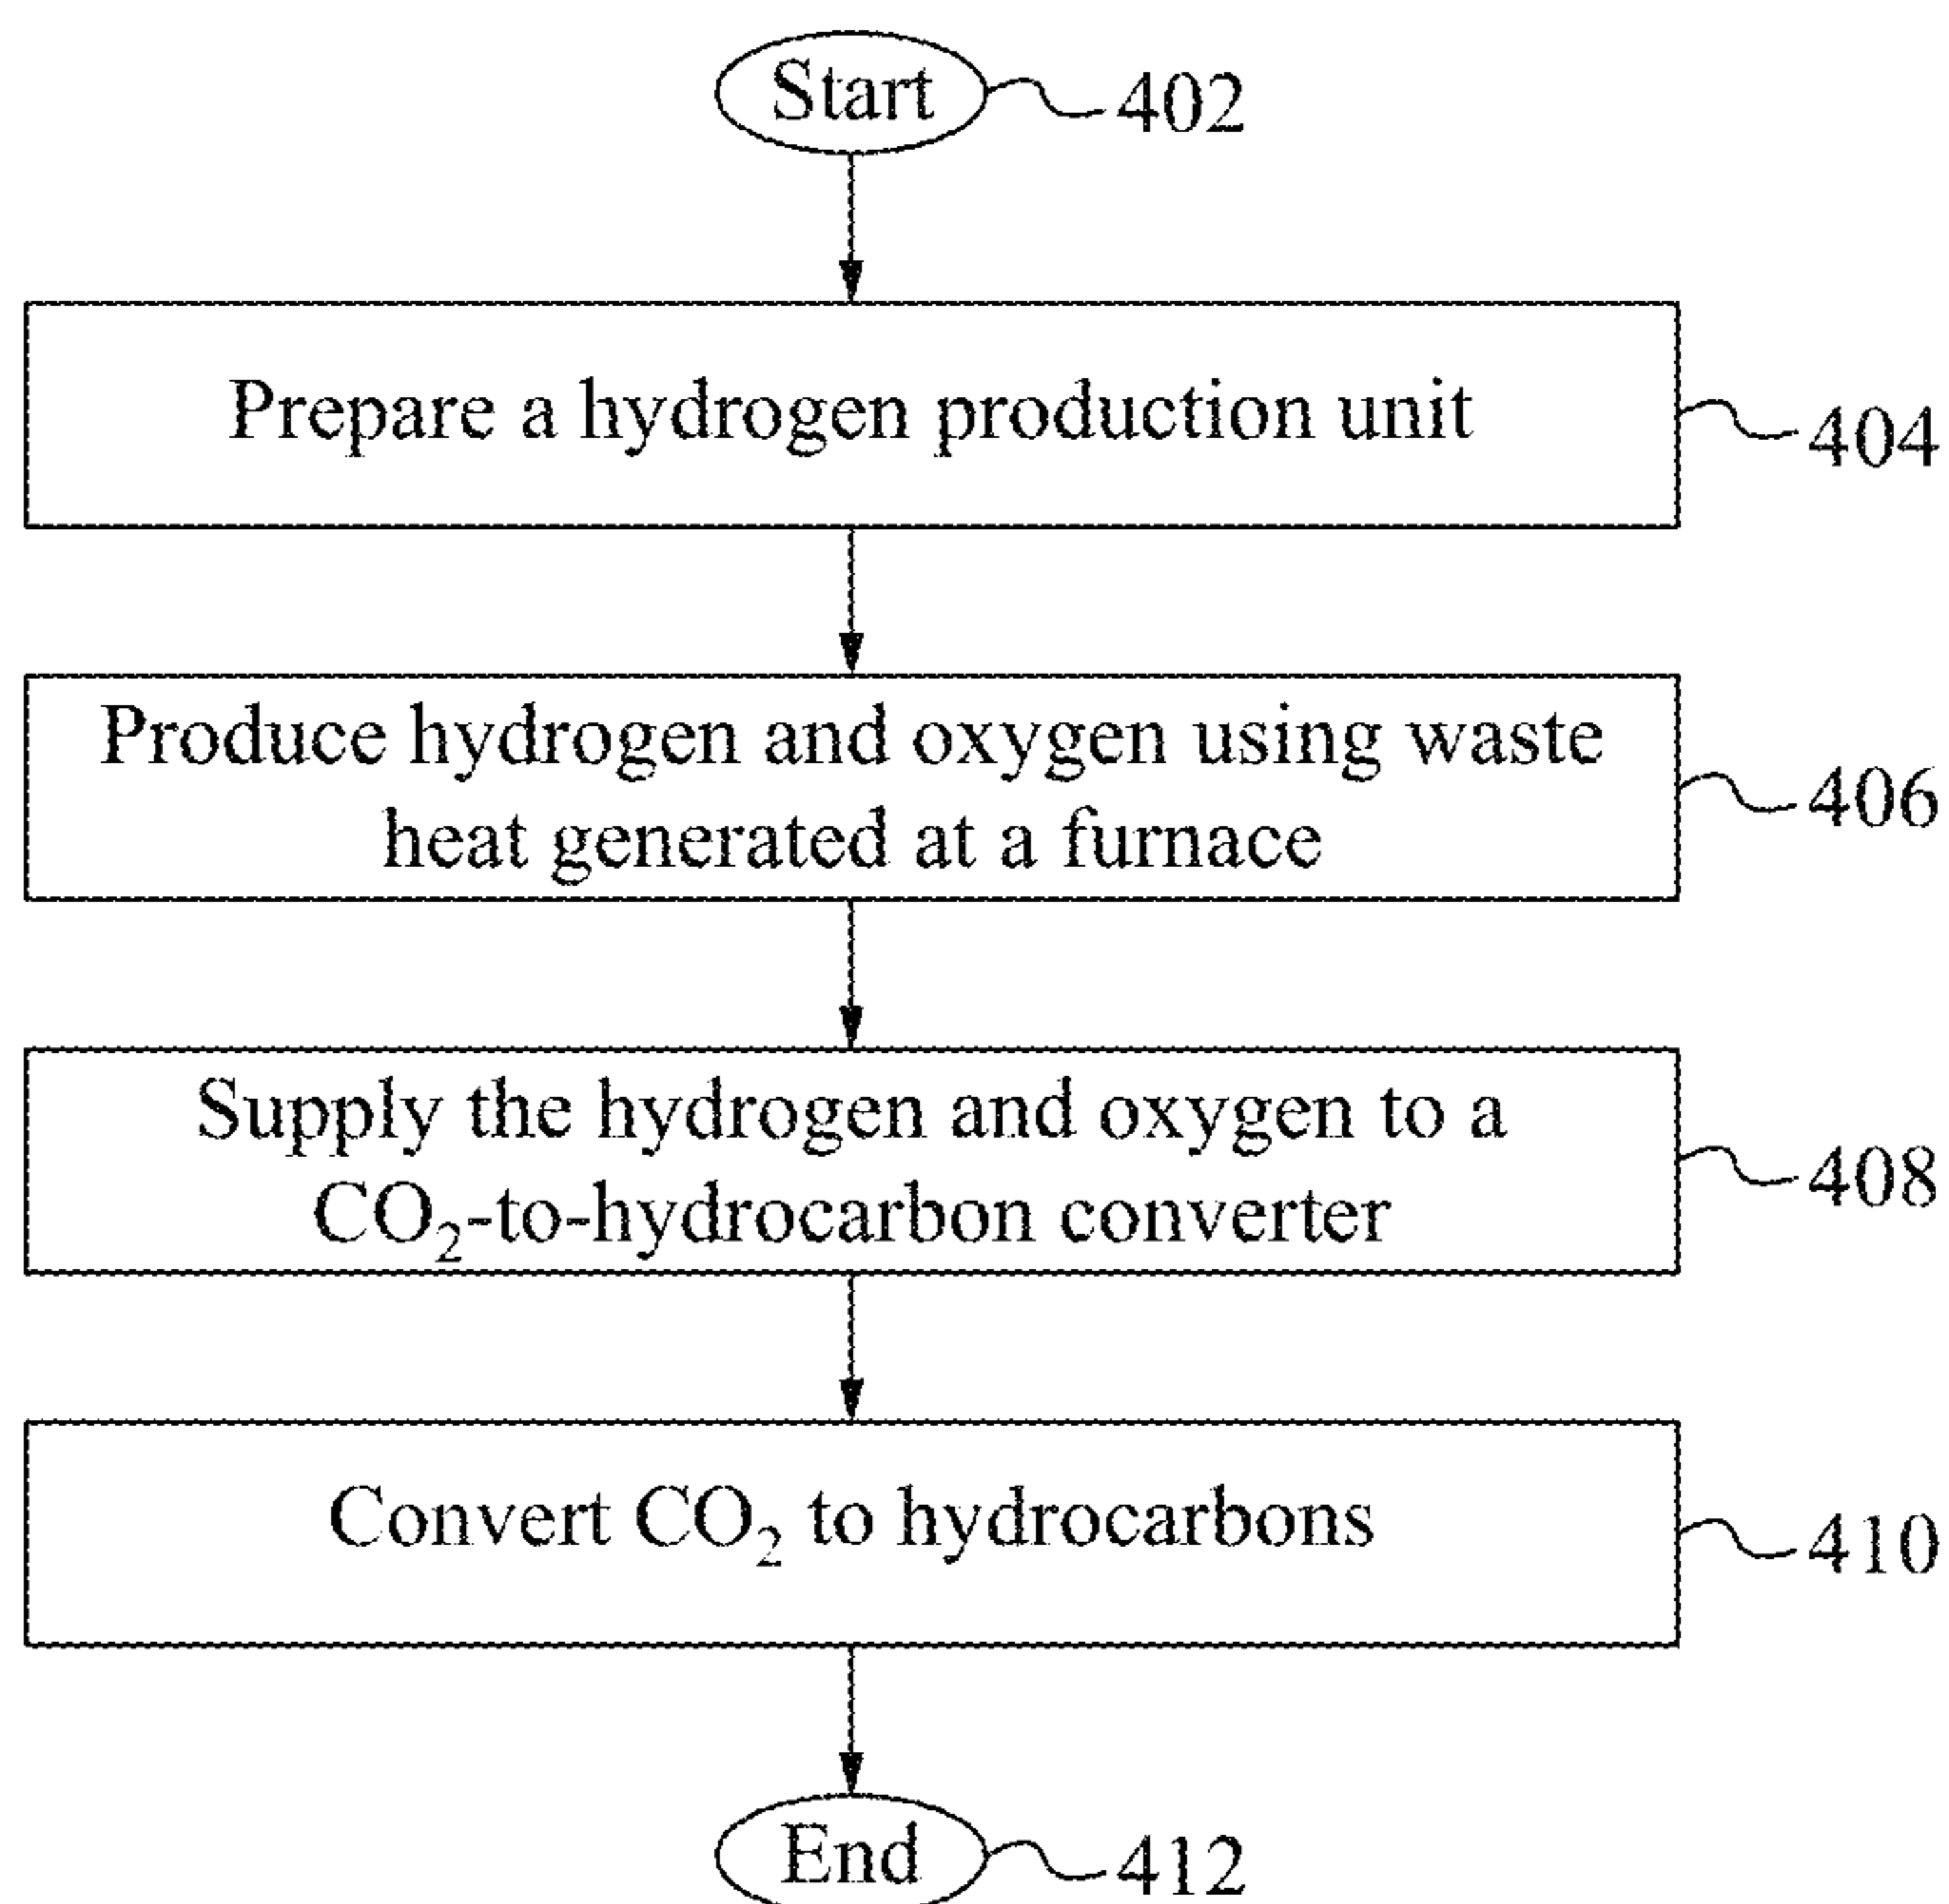 Start
402
Prepare a hydrogen production unit
404
Produce hydrogen and oxygen using waste
heat generated at a furnace
406
Supply the hydrogen and oxygen to a
CO₂-to-hydrocarbon converter
408
Convert CO₂ to hydrocarbons
410
End
412